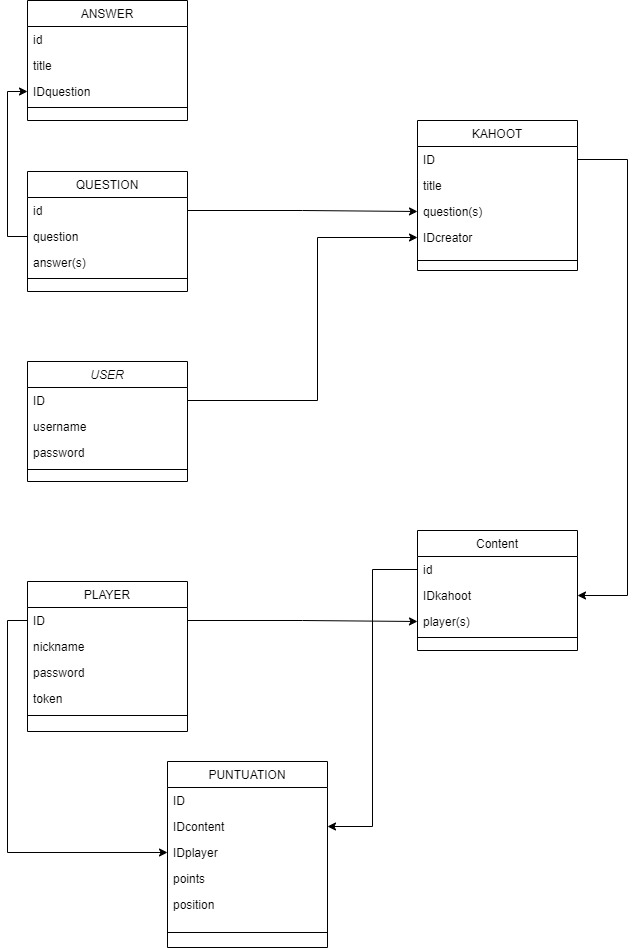 ANSWER
id
title
IDquestion
QUESTION
id
question
answer(s)
USER
ID
username
password
KAHOOT
ID
title
question(s)
IDcreator
Content
id
IDkahoot
player(s)
PLAYER
ID
nickname
password
token
PUNTUATION
ID
IDcontent
IDplayer
points
position